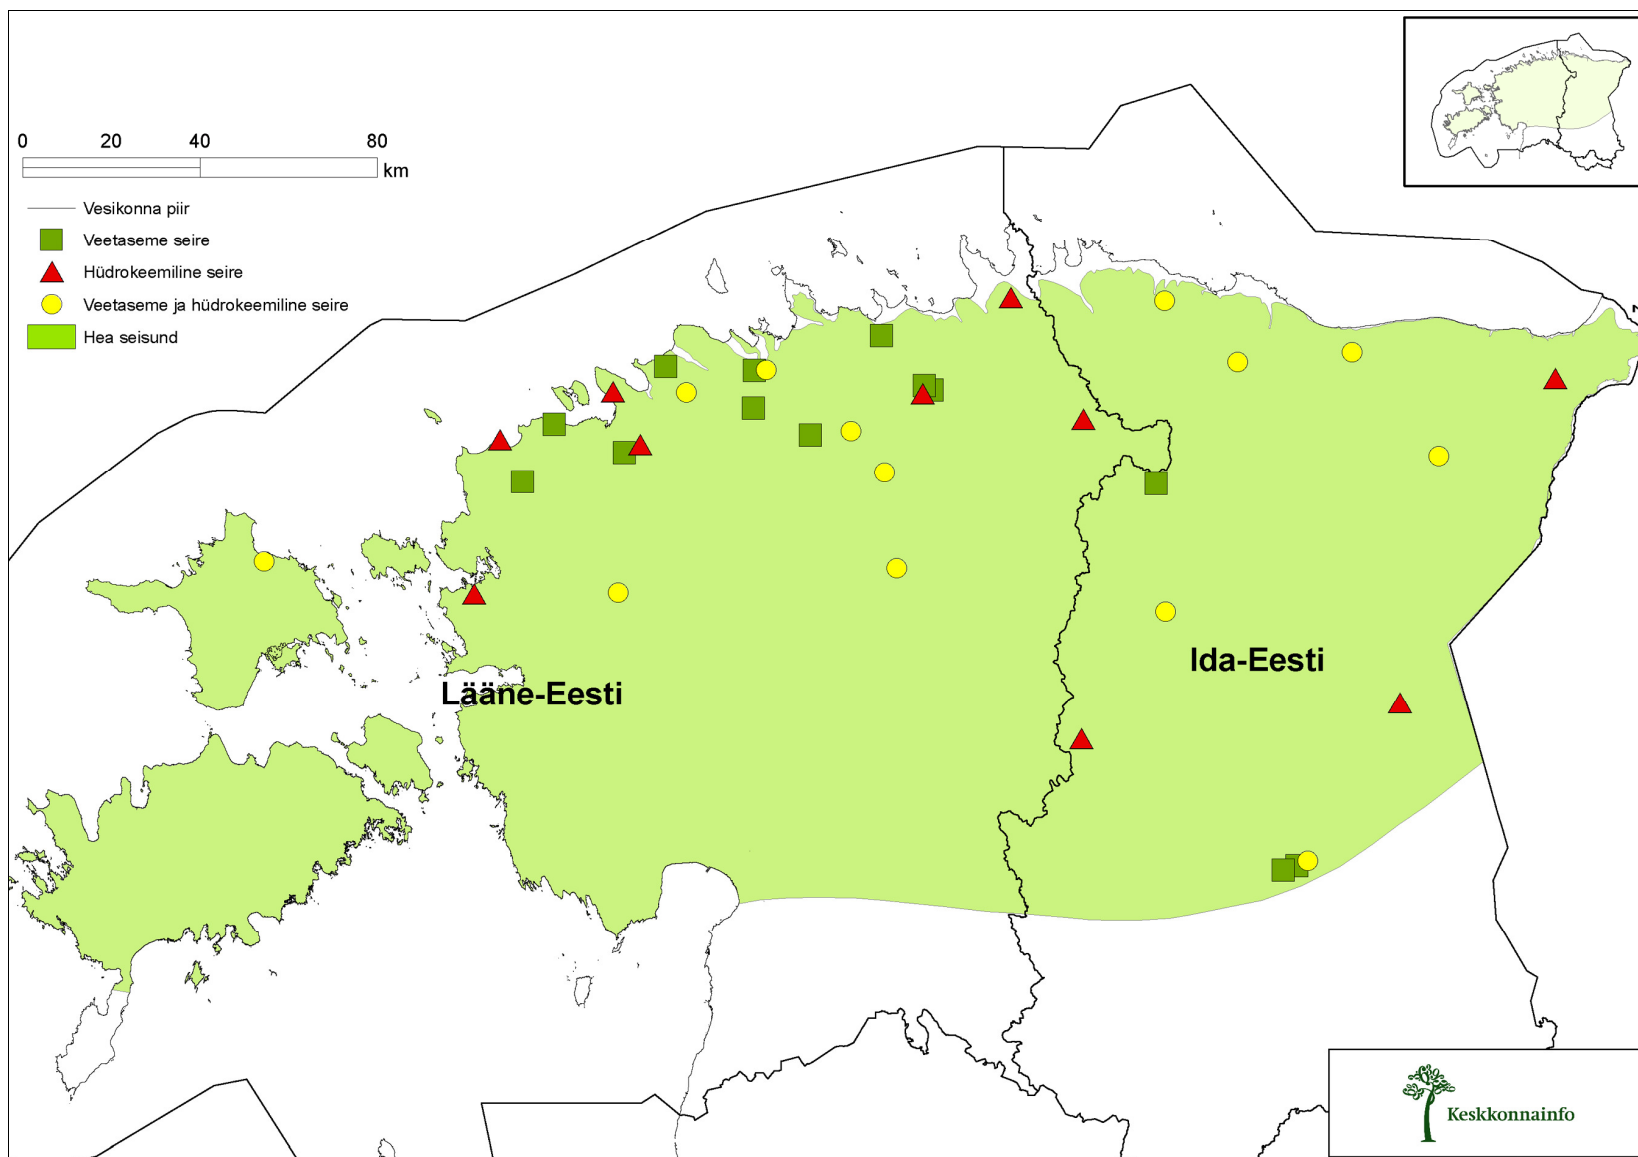 0 20 40 80
km
Vesikonna piir
Veetaseme seire
Hüdrokeemiline seire
Veetaseme ja hüdrokeemiline seire
Hea seisund
Ida-Eesti
Lääne-Eesti
Keskkonnainfo